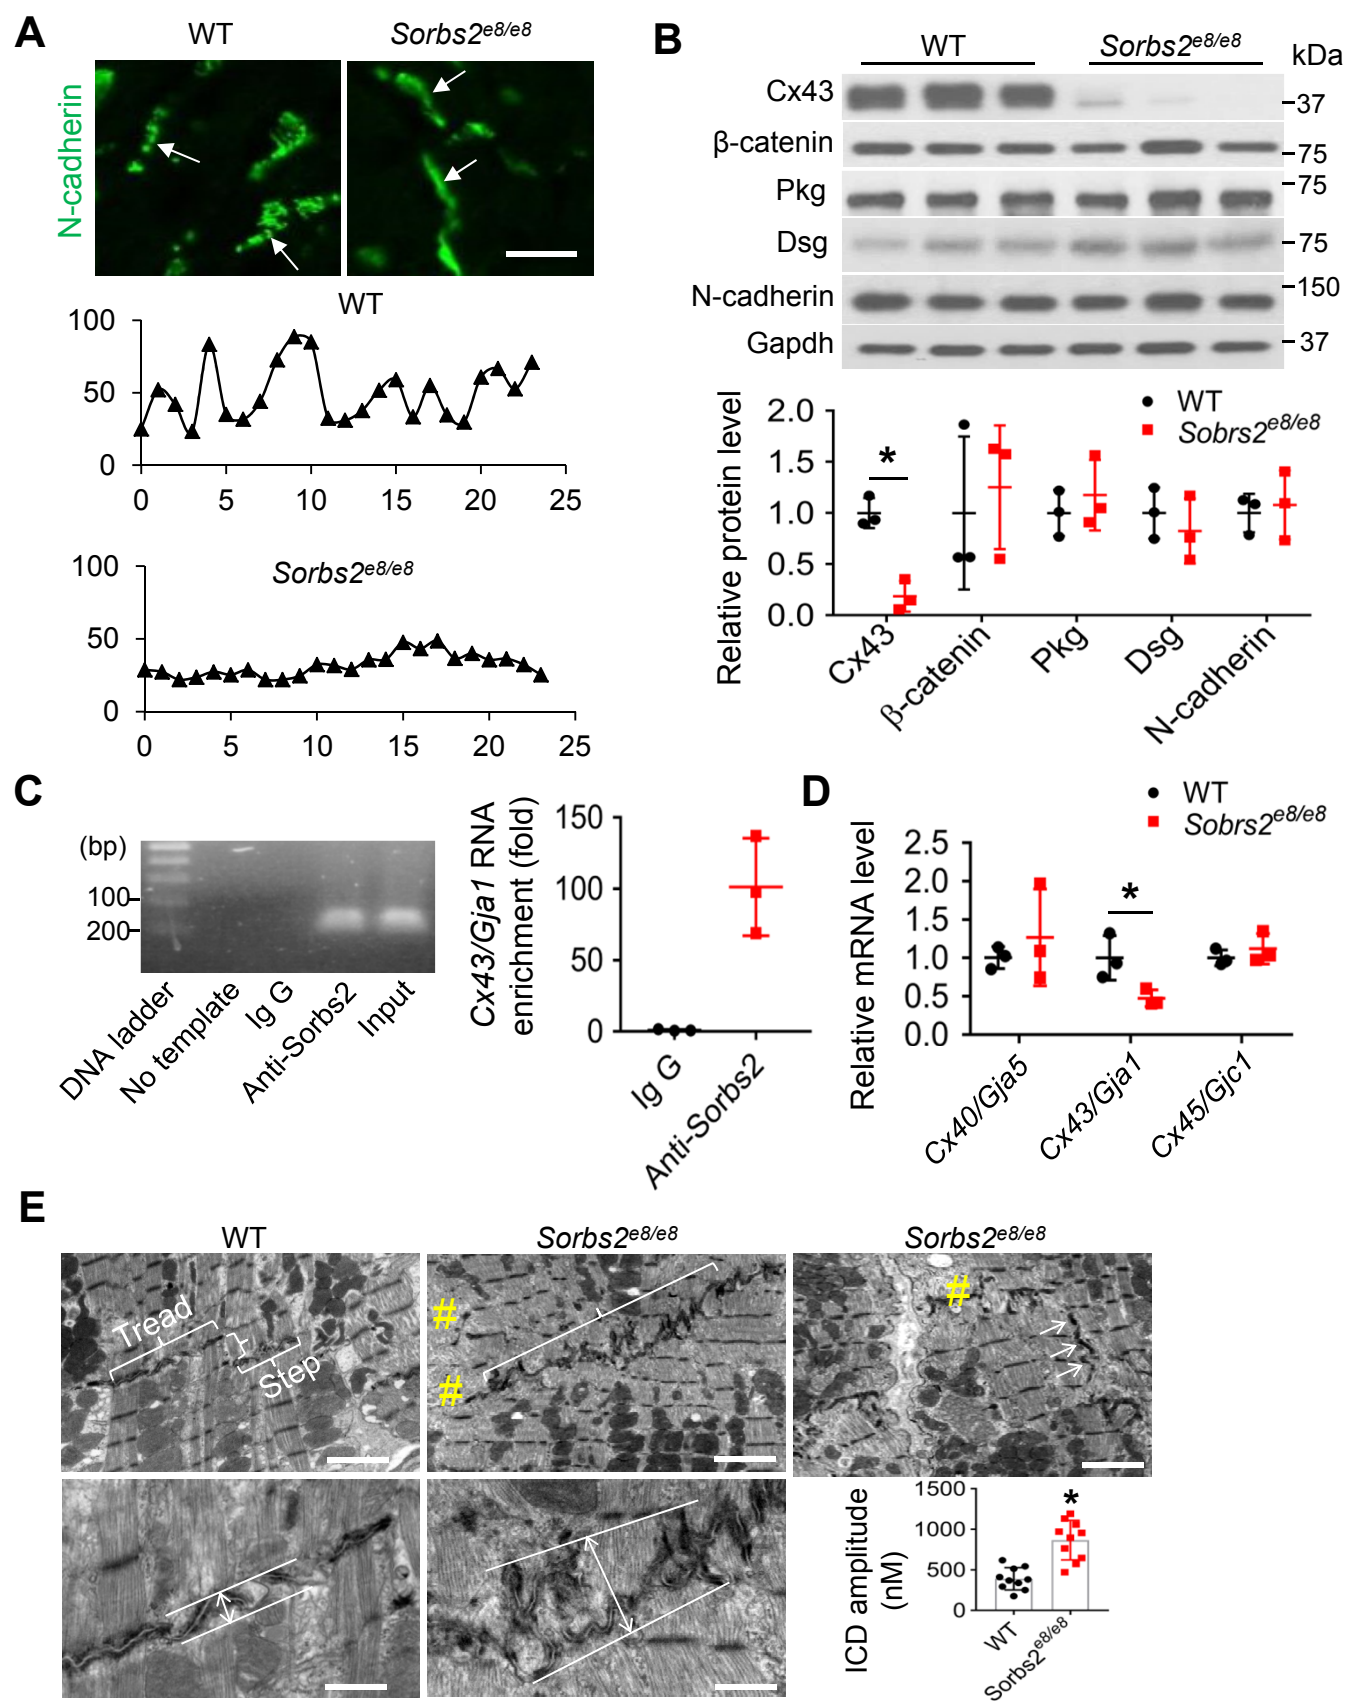 A
WT
Sorbs2e8/e8
N-cadherin
WT
100
50
0
0 5 10 15 20 25
Sorbs2e8/e8
100
50
0
0 5 10 15 20 25
B
WT
Sorbs2e8/e8
kDa
Cx43
37
β-catenin
75
Pkg
75
Dsg
75
N-cadherin
150
Gapdh
37
WT
Sobrs2e8/e8
Relative protein level
2.0
1.5
1.0
0.5
0.0
*
Cx43
β-catenin
Pkg
Dsg
N-cadherin
C
(bp)
100
200
DNA ladder
No template
Ig G
Anti-Sorbs2
Input
Cx43/Gja1 RNA
enrichment (fold)
150
100
50
0
Ig G
Anti-Sorbs2
D
WT
Sobrs2e8/e8
Relative mRNA level
2.5
2.0
1.5
1.0
0.5
0.0
*
Cx40/Gja5
Cx43/Gja1
Cx45/Gjc1
E
WT
Sorbs2e8/e8
Sorbs2e8/e8
Tread
Step
#
#
#
ICD amplitude
(nM)
1500
1000
500
0
*
WT
Sorbs2e8/e8